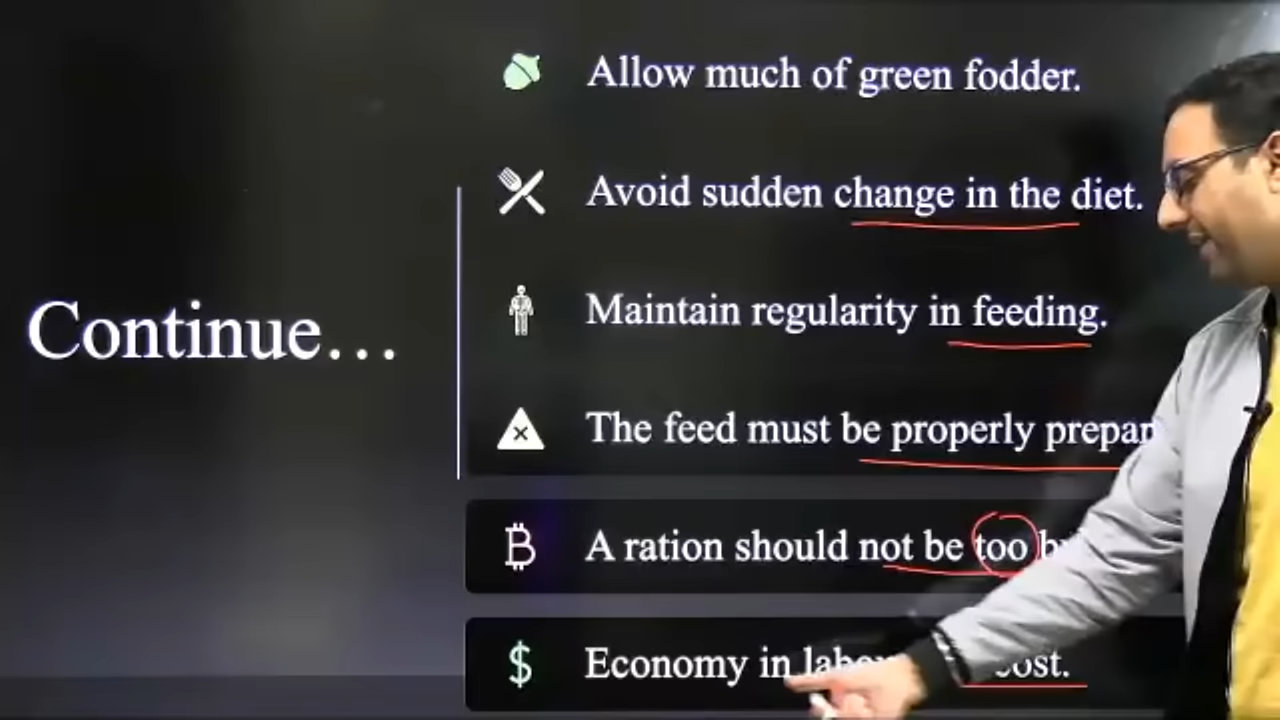 Continue...
Allow much of green fodder.
Avoid sudden change in the diet.
Maintain regularity in feeding.
The feed must be properly
A ration should not be too
Economy in cost.